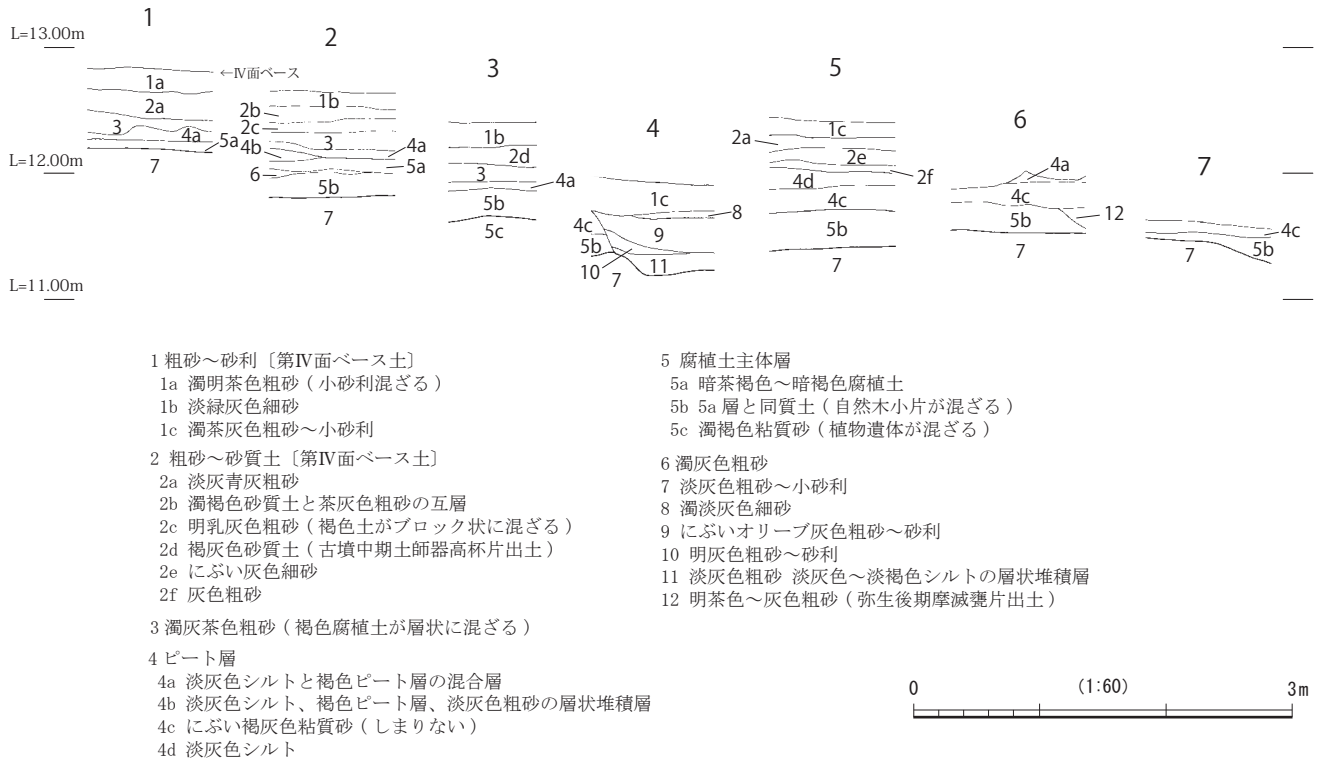 1
2
3
4
5
6
7
L=13.00m
L=12.00m
L=11.00m
←Ⅳ面ベース
1a
2a
3
4a
5a
7
1b
2b
2c
3
4b
4a
5a
6
5b
7
1b
2d
3
4a
5b
5c
1c
8
4c
9
5b
10
11
7
1c
2a
2e
2f
4d
4c
5b
7
4a
4c
5b
12
7
4c
5b
7
1 粗砂～砂利〔第Ⅳ面ベース土〕
1a 濁明茶色粗砂 ( 小砂利混ざる )
1b 淡緑灰色細砂
1c 濁茶灰色粗砂～小砂利
2 粗砂～砂質土〔第Ⅳ面ベース土〕
2a 淡灰青灰粗砂
2b 濁褐色砂質土と茶灰色粗砂の互層
2c 明乳灰色粗砂 ( 褐色土がブロック状に混ざる )
2d 褐灰色砂質土 ( 古墳中期土師器高杯片出土 )
2e にぶい灰色細砂
2f 灰色粗砂
3 濁灰茶色粗砂 ( 褐色腐植土が層状に混ざる )
4 ピート層
4a 淡灰色シルトと褐色ピート層の混合層
4b 淡灰色シルト、褐色ピート層、淡灰色粗砂の層状堆積層
4c にぶい褐灰色粘質砂 ( しまりない )
4d 淡灰色シルト
5 腐植土主体層
5a 暗茶褐色～暗褐色腐植土
5b 5a 層と同質土 ( 自然木小片が混ざる )
5c 濁褐色粘質砂 ( 植物遺体が混ざる )
6 濁灰色粗砂
7 淡灰色粗砂～小砂利
8 濁淡灰色細砂
9 にぶいオリーブ灰色粗砂～砂利
10 明灰色粗砂～砂利
11 淡灰色粗砂 淡灰色～淡褐色シルトの層状堆積層
12 明茶色～灰色粗砂 ( 弥生後期摩滅甕片出土 )
0
(1:60)
3m